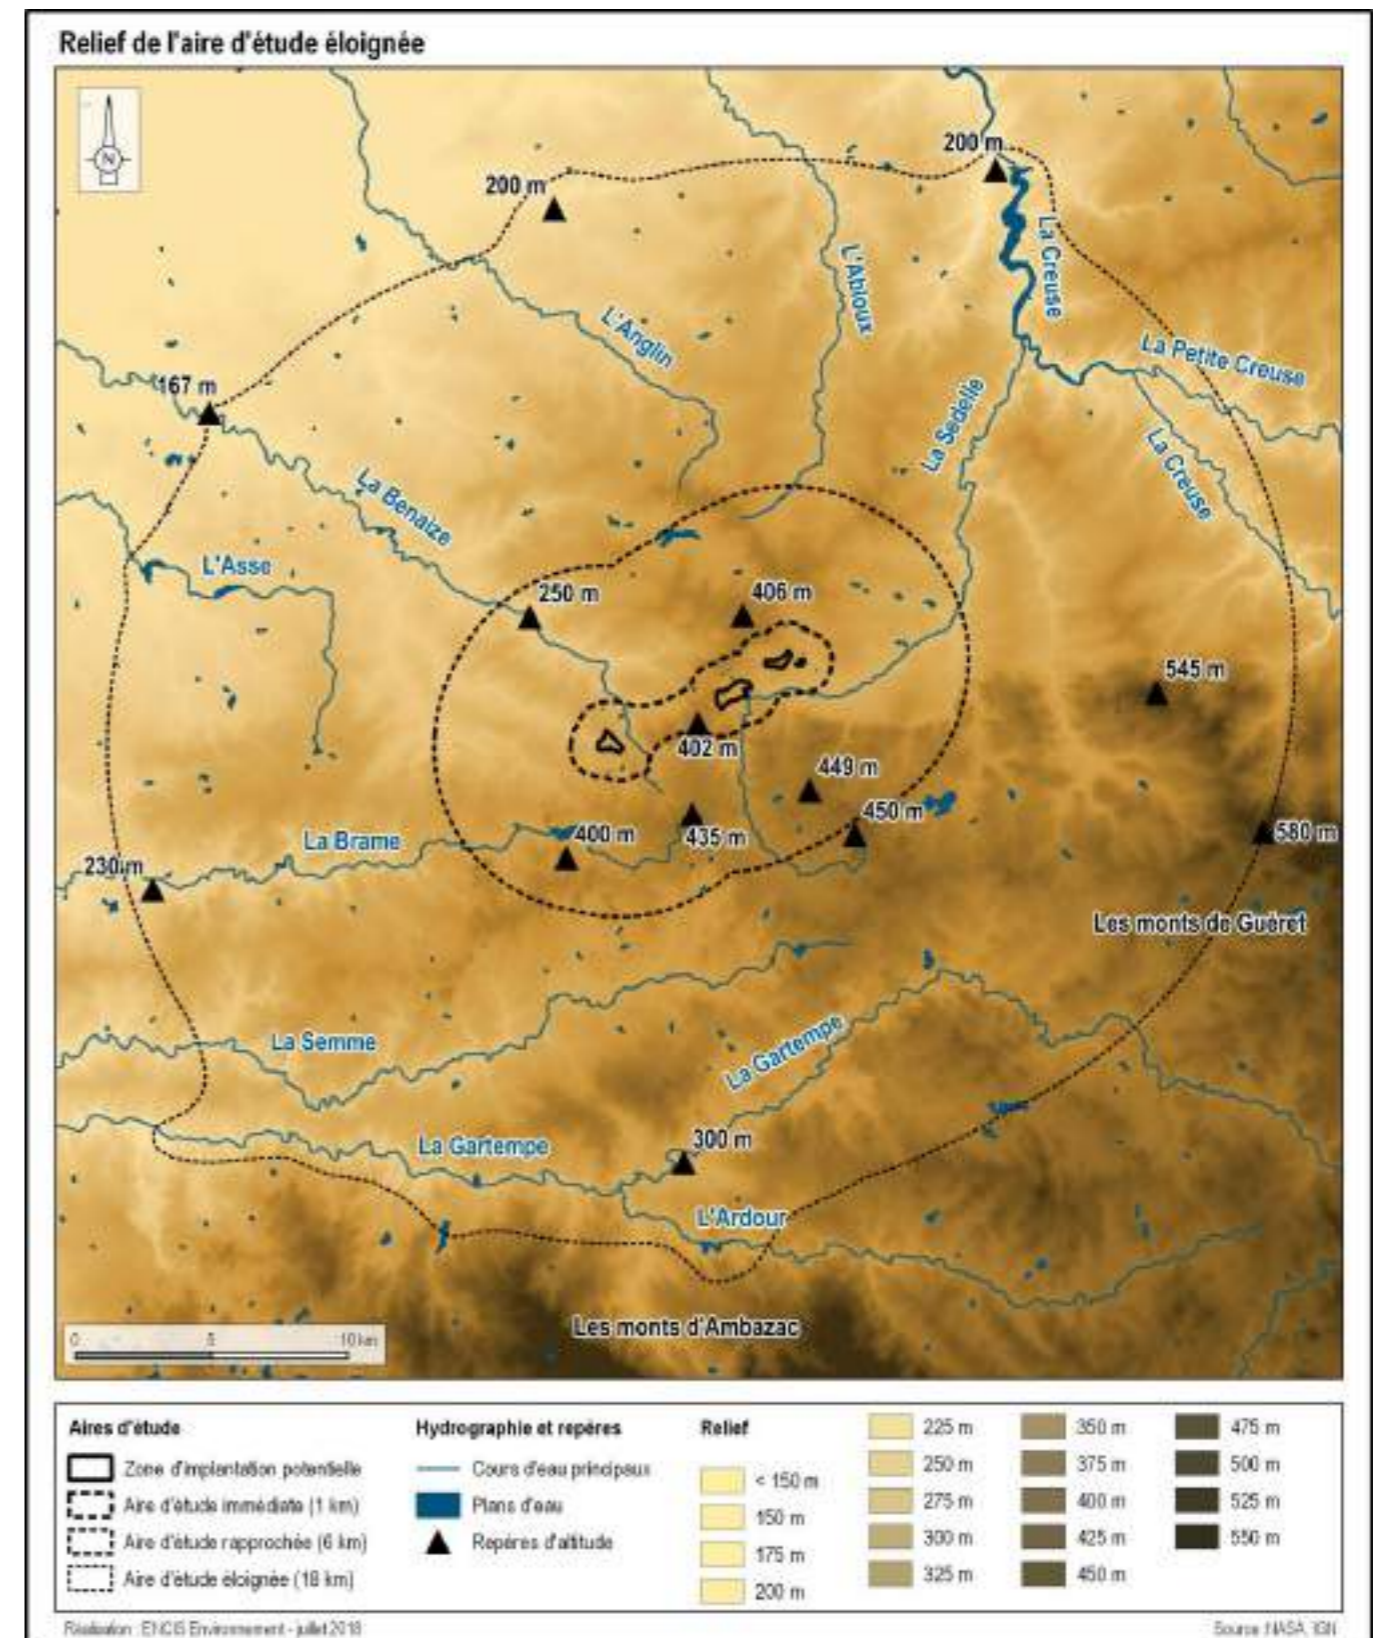 Relief de l'aire d'étude éloignée
N
200 m
200 m
La Creuse
L'Abloux
L'Anglin
La Petite Creuse
167 m
La Sedelle
La Creuse
La Benaize
L'Asse
250 m
406 m
545 m
402 m
449 m
450 m
580 m
La Brame
400 m
435 m
230 m
Les monts de Guéret
La Semme
La Gartempe
La Gartempe
300 m
L'Ardour
Les monts d'Ambazac
0 5 10 km
Aires d'étude
Zone d'implantation potentielle
Aire d'étude immédiate (1 km)
Aire d'étude rapprochée (6 km)
Aire d'étude éloignée (18 km)
Hydrographie et repères
Cours d'eau principaux
Plans d'eau
Repères d'altitude
Relief
< 150 m
150 m
175 m
200 m
225 m
250 m
275 m
300 m
325 m
350 m
375 m
400 m
425 m
450 m
475 m
500 m
525 m
550 m
Réalisation : ENCIS Environnement - juillet 2018
Source : NASA, IGN